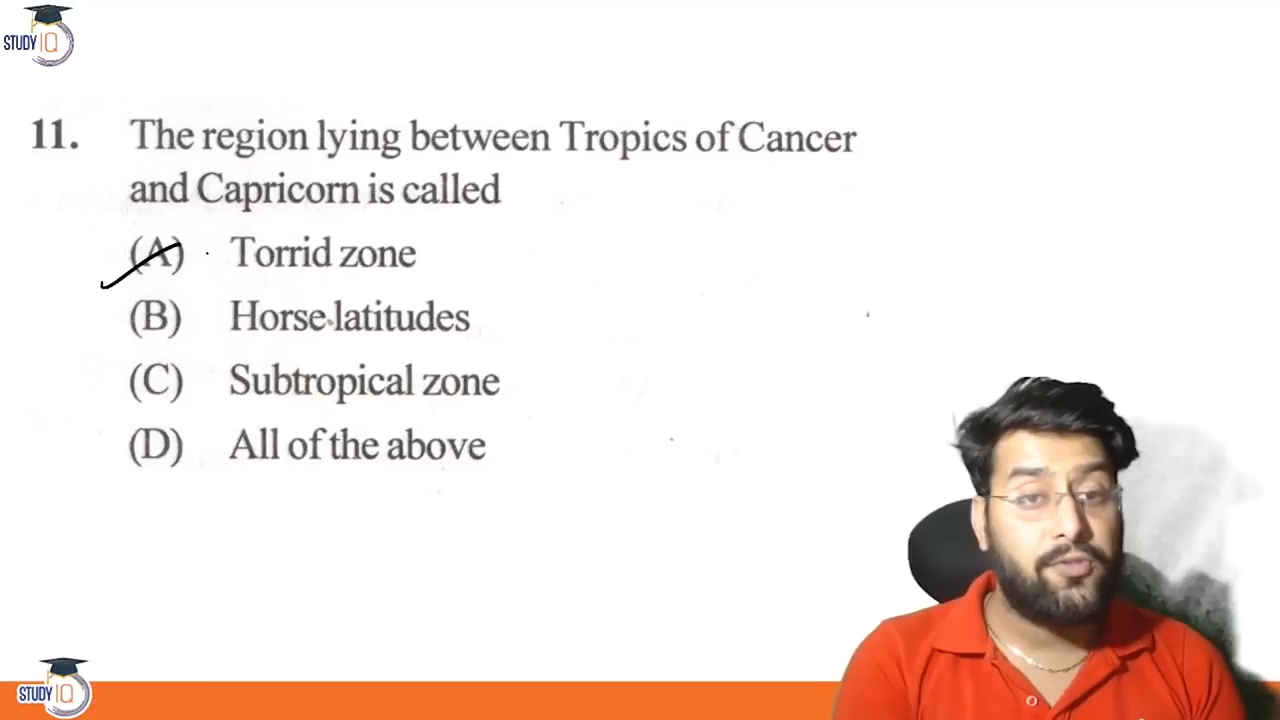 STUDY IQ
11. The region lying between Tropics of Cancer
and Capricorn is called
(A) Torrid zone
(B) Horse latitudes
(C) Subtropical zone
(D) All of the above
STUDY IQ